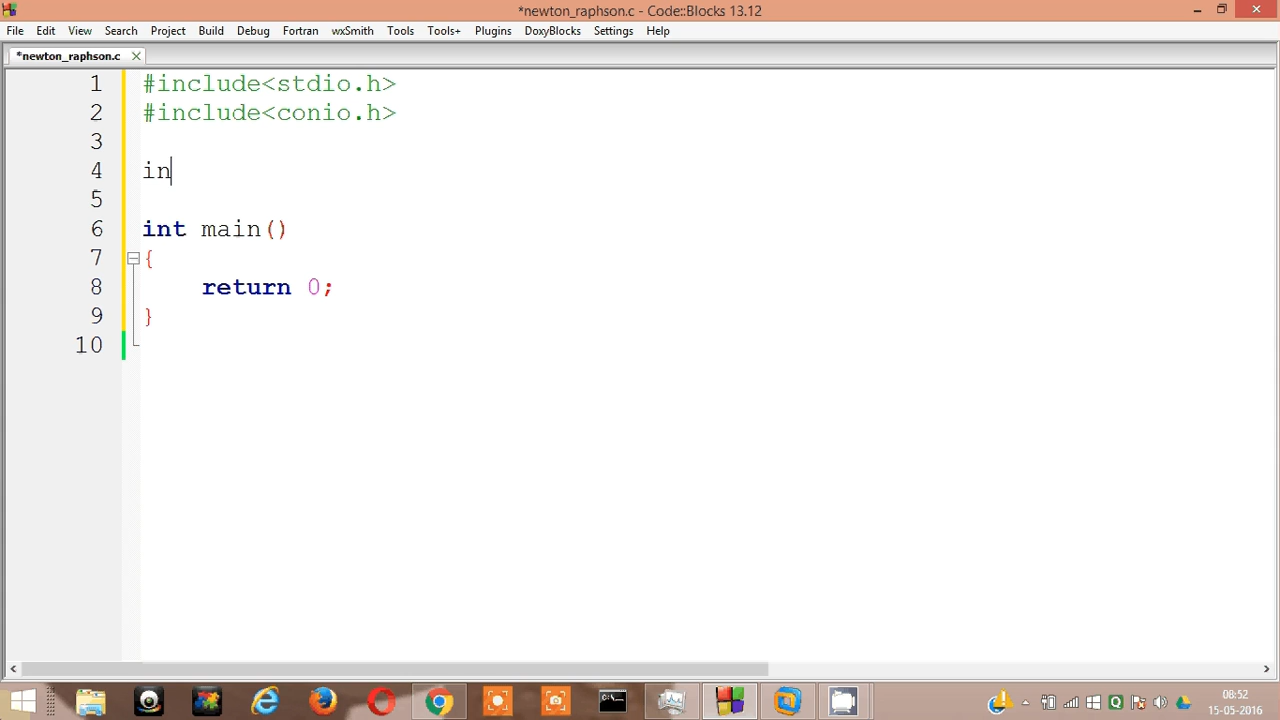 *newton_raphson.c - Code::Blocks 13.12
File Edit View Search Project Build Debug Fortran wxSmith Tools Tools+ Plugins DoxyBlocks Settings Help
*newton_raphson.c
1 #include<stdio.h>
2 #include<conio.h>
3
4 in
5
6 int main()
7 {
8 return 0;
9 }
10
08:52
15-05-2016